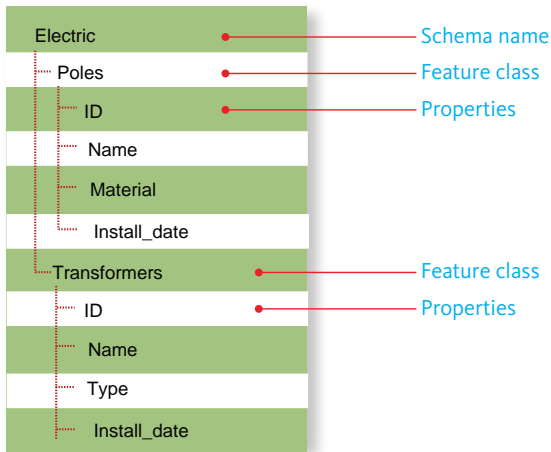 Electric
Schema name
Poles
Feature class
ID
Properties
Name
Material
Install_date
Transformers
Feature class
ID
Properties
Name
Type
Install_date